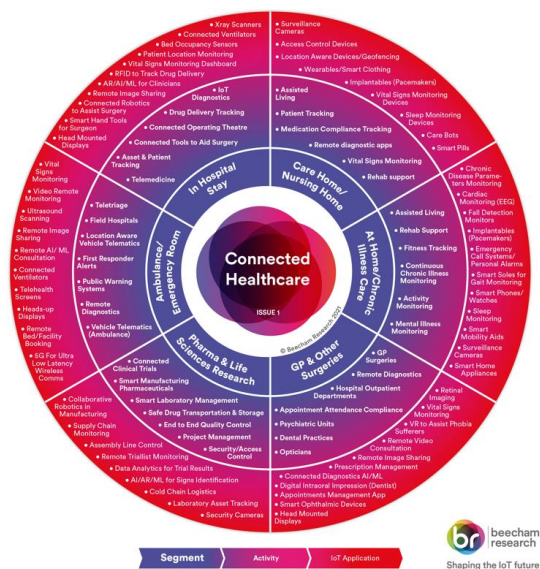 • Xray Scanners
• Connected Ventilators
• Bed Occupancy Sensors
• Patient Location Monitoring
• Vital Signs Monitoring Dashboard
• RFID to Track Drug Delivery
• AR/AI/ML for Clinicians
• Remote Image Sharing
• Connected Robots
to Assist Surgery
• Smart Hand Tools
for Surgeon
• Head Mounted
Displays
• IoT
Diagnostics
• Drug Delivery Tracking
• Connected Operating Theatre
• Connected Tools to Aid Surgery
• Asset & Patient
Tracking
• Telemedicine
In Hospital
Stay
• Surveillance
Cameras
• Access Control Devices
• Location Aware Devices/Geofencing
• Wearables/Smart Clothing
• Implantables (Pacemakers)
• Vital Signs Monitoring
Devices
• Sleep Monitoring
Devices
• Care Bots
• Smart Pills
• Assisted
Living
• Patient Tracking
• Medication Compliance Tracking
• Remote diagnostic apps
• Vital Signs Monitoring
• Rehab support
Care Home/
Nursing Home
• Chronic
Disease Parame-
ters Monitoring
• Cardiac
Monitoring (EEG)
• Fall Detection
Monitors
• Implantables
(Pacemakers)
• Emergency
Call Systems/
Personal Alarms
• Smart Soles for
Gait Monitoring
• Smart Phones/
Watches
• Sleep
Monitoring
• Smart
Mobility Aids
• Surveillance
Cameras
• Smart Home
Appliances
• Assisted Living
• Rehab Support
• Fitness Tracking
• Continuous
Chronic Illness
Monitoring
• Activity
Monitoring
• Mental Illness
Monitoring
At Home/Chronic
Illness Care
• Retinal
Imaging
• Vital Signs
Monitoring
• VR to Assist Phobia
Sufferers
• Remote Video
Consultation
• Remote Image Sharing
• Prescription Management
• Connected Diagnostics AI/ML
• Digital Intraoral Impression (Dentist)
• Appointments Management App
• Smart Ophthalmic Devices
• Head Mounted
Displays
• GP
Surgeries
• Remote Diagnostics
• Hospital Outpatient
Departments
• Appointment Attendance Compliance
• Psychiatric Units
• Dental Practices
• Opticians
GP & Other
Surgeries
• Collaborative
Robotics in
Manufacturing
• Supply Chain
Monitoring
• Assembly Line Control
• Remote Triallist Monitoring
• Data Analytics for Trial Results
• AI/AR/ML for Signs Identification
• Cold Chain Logistics
• Laboratory Asset Tracking
• Security Cameras
• Connected
Clinical Trials
• Smart Manufacturing
Pharmaceuticals
• Smart Laboratory Management
• Safe Drug Transportation & Storage
• End to End Quality Control
• Project Management
• Security/Access
Control
Pharma & Life
Sciences Research
• Vital
Signs
Monitoring
• Video Remote
Monitoring
• Ultrasound
Scanning
• Remote Image
Sharing
• Remote AI/ ML
Consultation
• Connected
Ventilators
• Telehealth
Screens
• Heads-up
Displays
• Remote
Bed/Facility
Booking
• 5G For Ultra
Low Latency
Wireless
Comms
• Teletriage
• Field Hospitals
• Location Aware
Vehicle Telematics
• First Responder
Alerts
• Public Warning
Systems
• Remote
Diagnostics
• Vehicle Telematics
(Ambulance)
Ambulance/
Emergency Room
Connected
Healthcare
ISSUE 1
© Beecham Research 2021
Segment
Activity
IoT Application
br
beecham
research
Shaping the IoT future